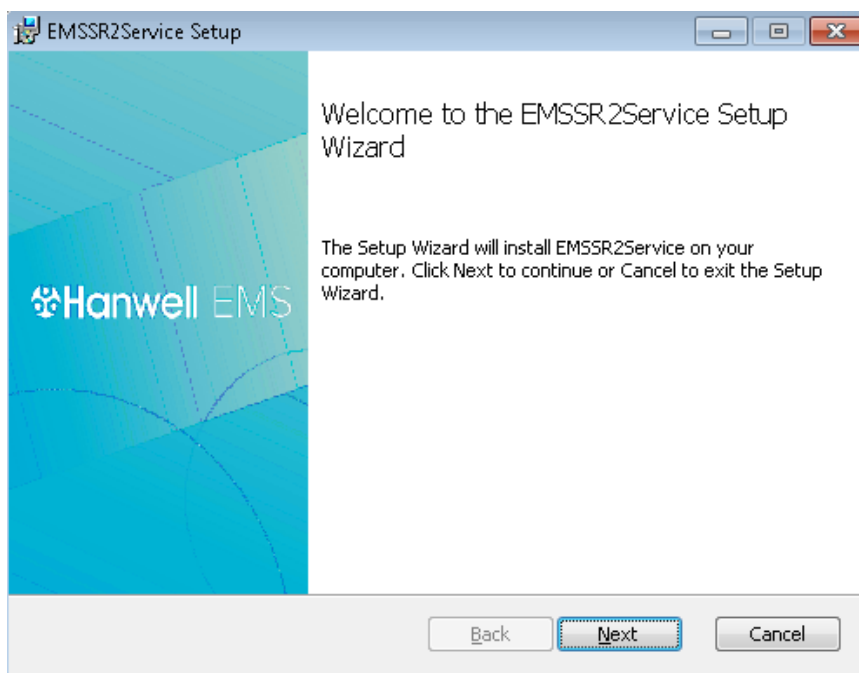 EMSSR2Service Setup
Welcome to the EMSSR2Service Setup
Wizard
The Setup Wizard will install EMSSR2Service on your
computer. Click Next to continue or Cancel to exit the Setup
Wizard.
Hanwell EMS
Back
Next
Cancel